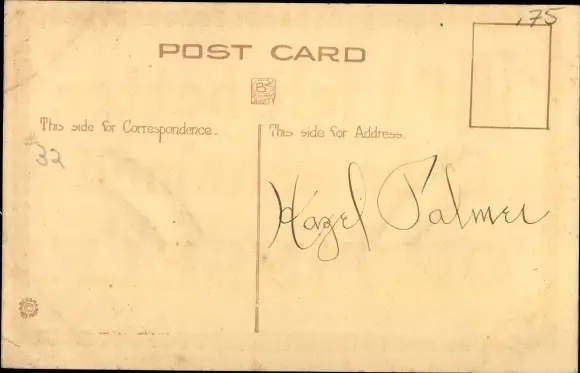 .75
POST CARD
This side for Correspondence.
This side for Address.
32
Hazel Palmer